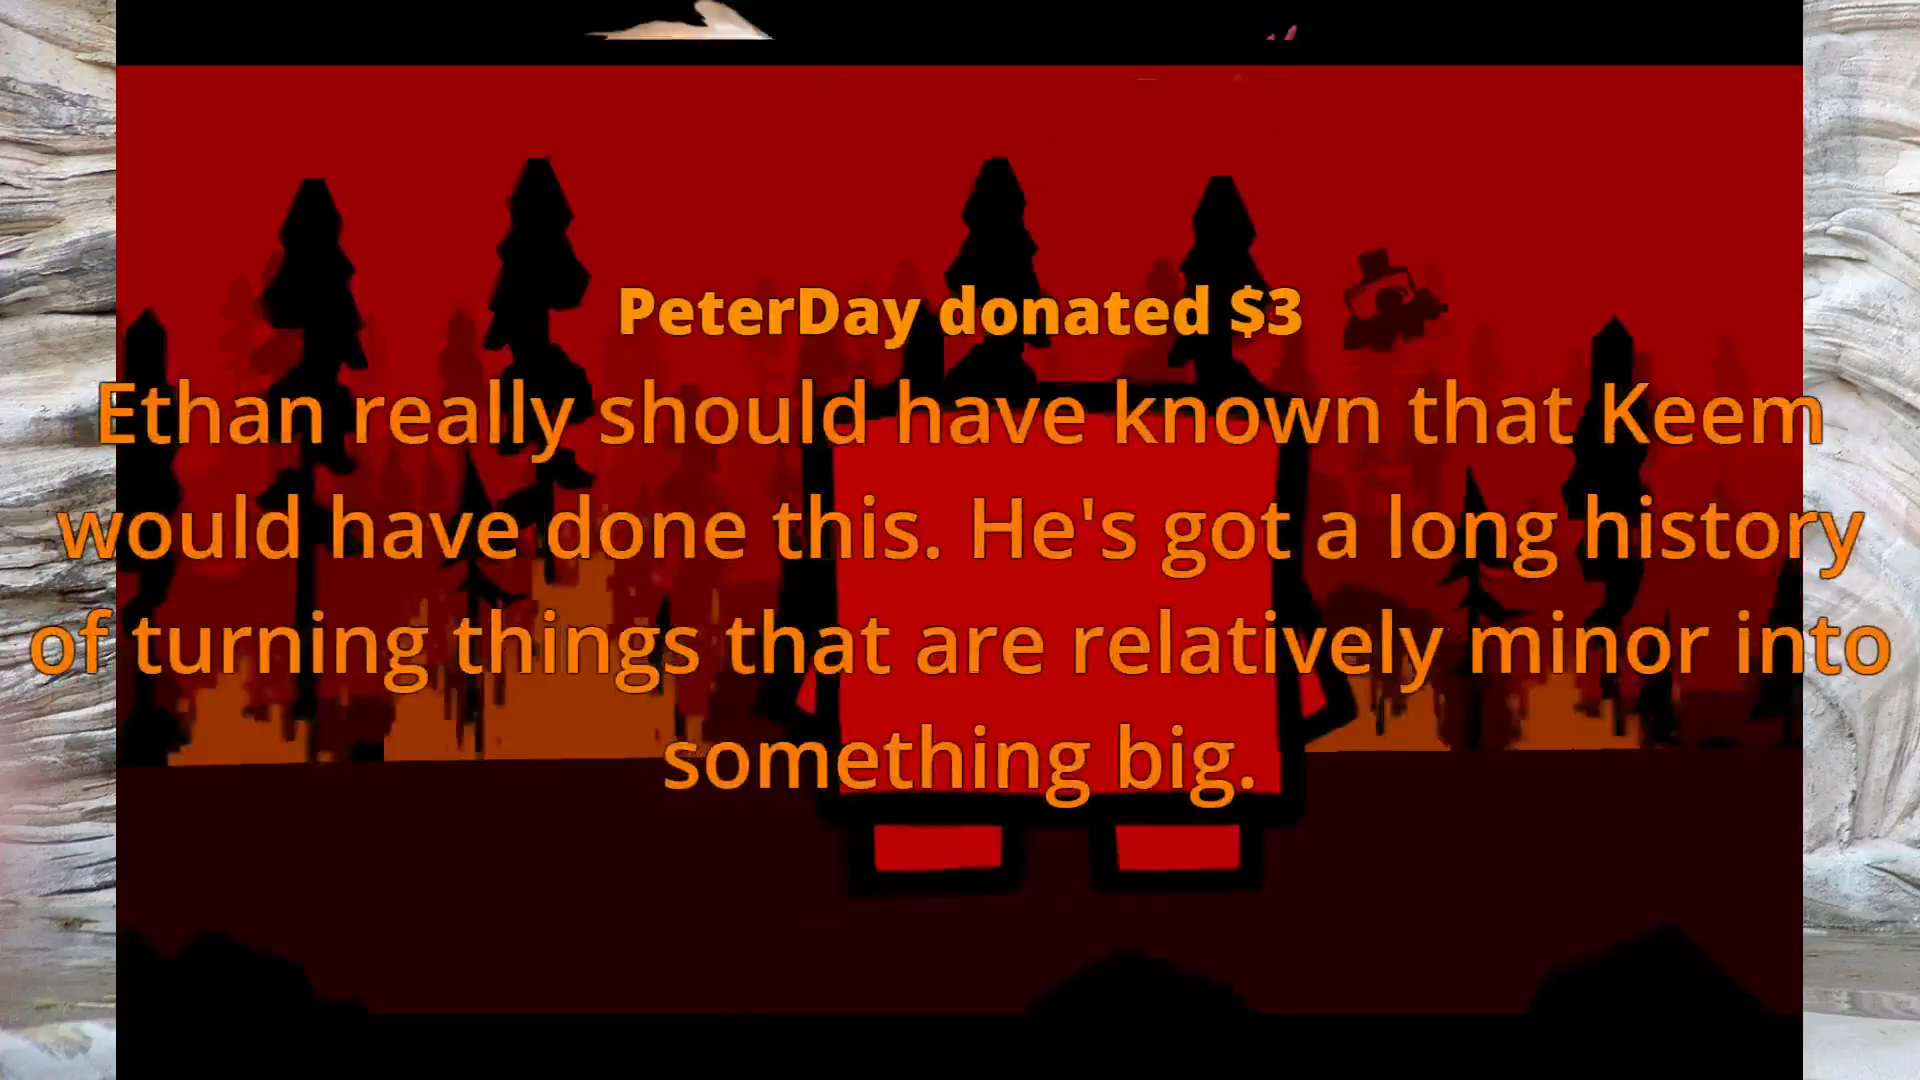 PeterDay donated $3
Ethan really should have known that Keem
would have done this. He's got a long history
of turning things that are relatively minor into
something big.